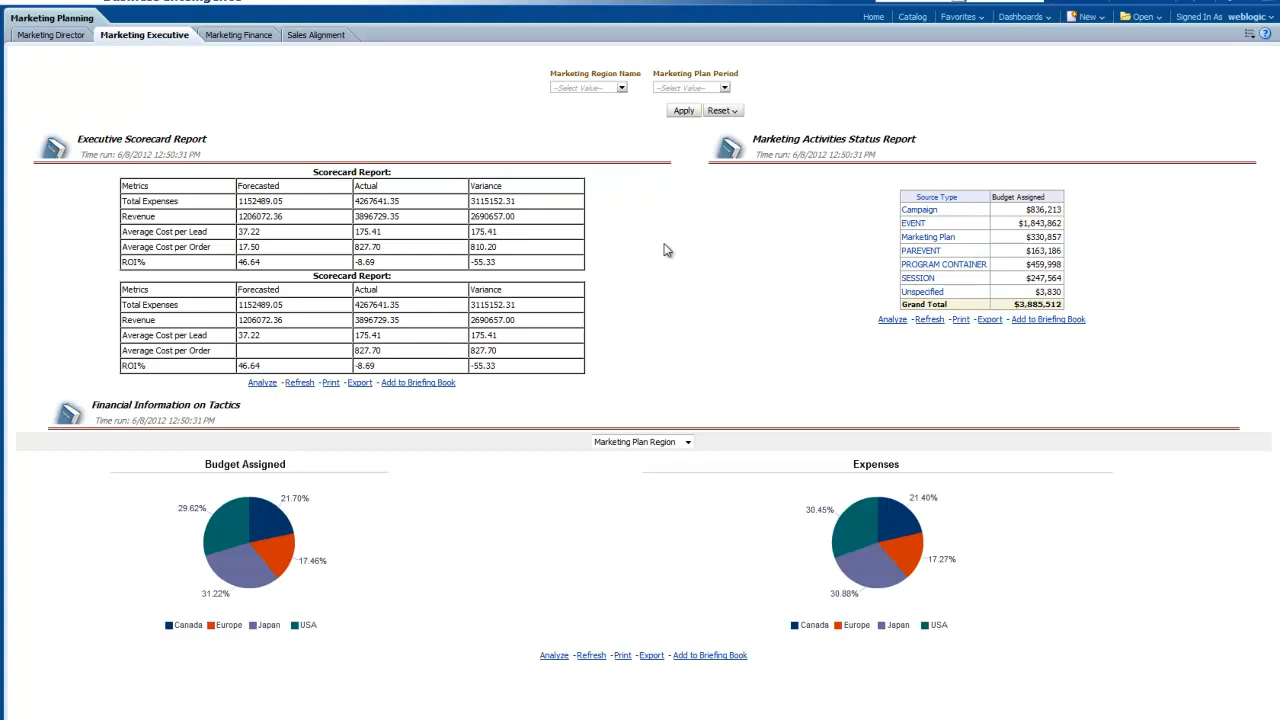 Business Intelligence
Marketing Planning
Home Catalog Favorites Dashboards New Open Signed In As weblogic
Marketing Director Marketing Executive Marketing Finance Sales Alignment
Marketing Region Name Marketing Plan Period
--Select Value-- --Select Value--
Apply Reset
Executive Scorecard Report
Time run: 6/8/2012 12:50:31 PM
Scorecard Report:
Metrics Forecasted Actual Variance
Total Expenses 1152489.05 4267641.35 3115152.31
Revenue 1206072.36 3896729.35 2690657.00
Average Cost per Lead 37.22 175.41 175.41
Average Cost per Order 17.50 827.70 810.20
ROI% 46.64 -8.69 -55.33
Scorecard Report:
Metrics Forecasted Actual Variance
Total Expenses 1152489.05 4267641.35 3115152.31
Revenue 1206072.36 3896729.35 2690657.00
Average Cost per Lead 37.22 175.41 175.41
Average Cost per Order 827.70 827.70
ROI% 46.64 -8.69 -55.33
Analyze - Refresh - Print - Export - Add to Briefing Book
Marketing Activities Status Report
Time run: 6/8/2012 12:50:31 PM
Source Type Budget Assigned
Campaign $836,213
EVENT $1,843,862
Marketing Plan $330,857
PAREVENT $163,186
PROGRAM CONTAINER $459,998
SESSION $247,564
Unspecified $3,830
Grand Total $3,885,512
Analyze - Refresh - Print - Export - Add to Briefing Book
Financial Information on Tactics
Time run: 6/8/2012 12:50:31 PM
Marketing Plan Region
Budget Assigned
21.70%
29.62%
17.46%
31.22%
Canada Europe Japan USA
Expenses
21.40%
30.45%
17.27%
30.88%
Canada Europe Japan USA
Analyze - Refresh - Print - Export - Add to Briefing Book